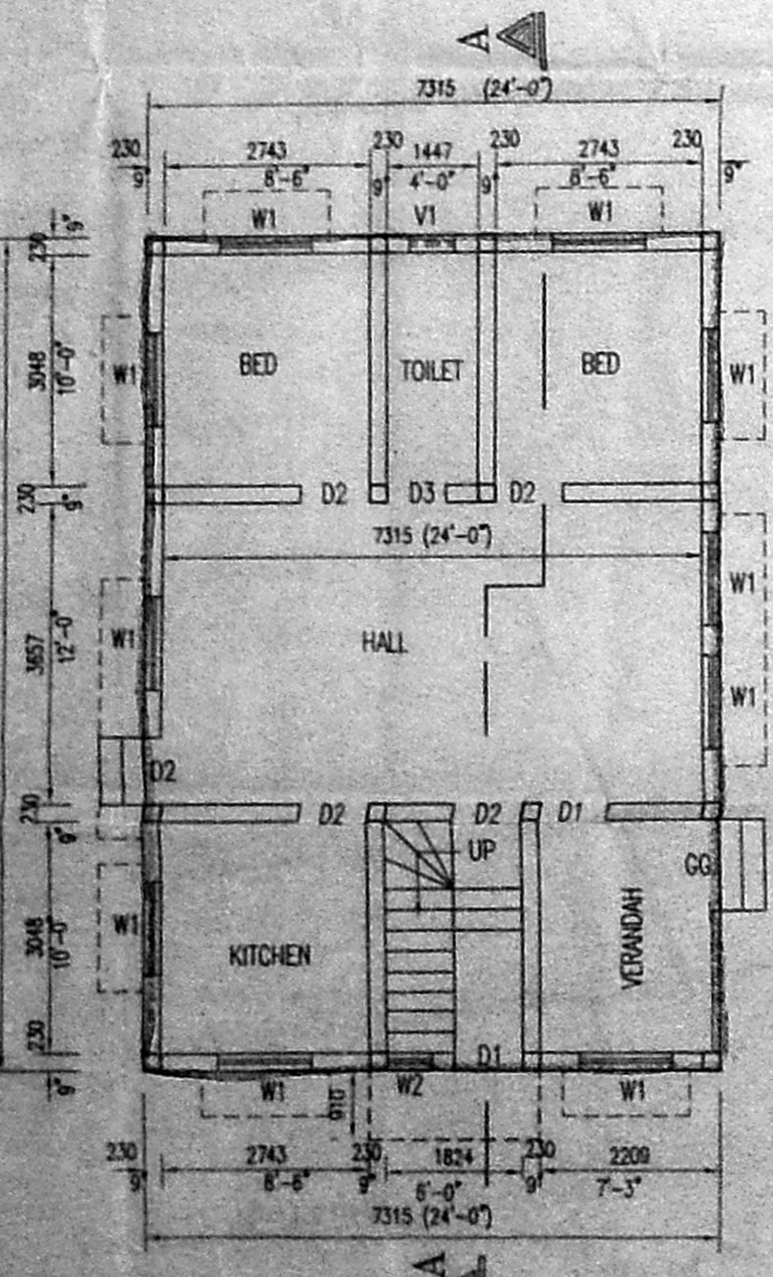 A
7315 (24'-0")
230 2743 230 1447 230 2743 230
9" 8'-6" 9" 4'-0" 9" 8'-6" 9"
W1 V1 W1
9"
230
3048
10'-0"
W1 BED TOILET BED W1
230
9"
D2 D3 D2
7315 (24'-0")
W1
3657
12'-0"
W1 HALL
W1
D2
230
9"
D2 D2 D1
UP
GG
3048
10'-0"
W1 KITCHEN VERANDAH
230
9"
D1
W1 W2 W1
910
230 2743 230 1824 230 2209
9" 8'-6" 9" 6'-0" 9" 7'-3"
7315 (24'-0")
A